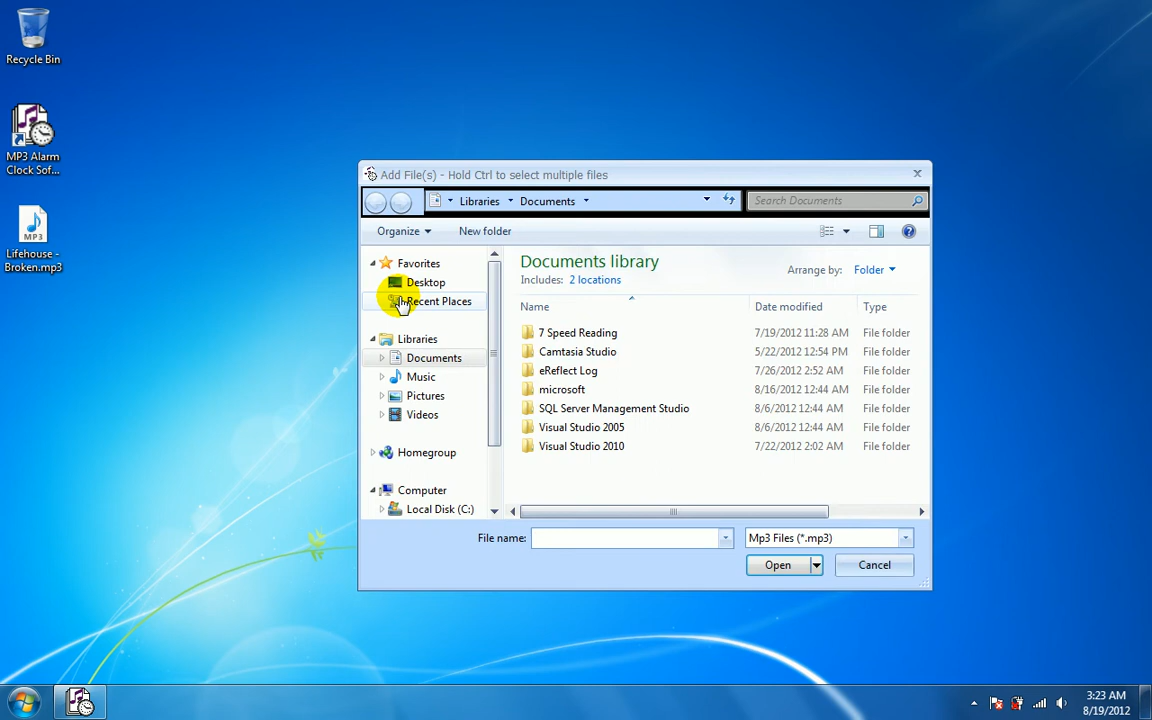 Recycle Bin
MP3 Alarm
Clock Sof...
MP3
Lifehouse -
Broken.mp3
Add File(s) - Hold Ctrl to select multiple files
Libraries
Documents
Search Documents
Organize
New folder
Favorites
Desktop
Recent Places
Libraries
Documents
Music
Pictures
Videos
Homegroup
Computer
Local Disk (C:)
Documents library
Includes: 2 locations
Arrange by: Folder
Name Date modified Type
7 Speed Reading 7/19/2012 11:28 AM File folder
Camtasia Studio 5/22/2012 12:54 PM File folder
eReflect Log 7/26/2012 2:52 AM File folder
microsoft 8/16/2012 12:44 AM File folder
SQL Server Management Studio 8/6/2012 12:44 AM File folder
Visual Studio 2005 8/6/2012 12:44 AM File folder
Visual Studio 2010 7/22/2012 2:02 AM File folder
File name:
Mp3 Files (*.mp3)
Open
Cancel
3:23 AM
8/19/2012